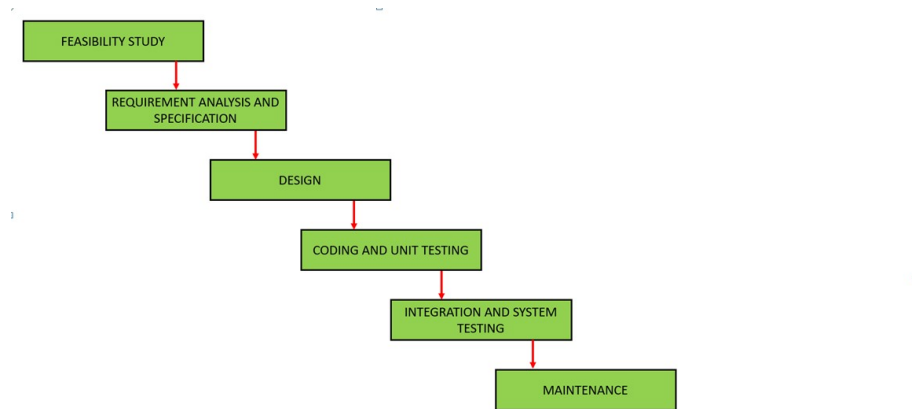 FEASIBILITY STUDY
REQUIREMENT ANALYSIS AND
SPECIFICATION
DESIGN
CODING AND UNIT TESTING
INTEGRATION AND SYSTEM
TESTING
MAINTENANCE